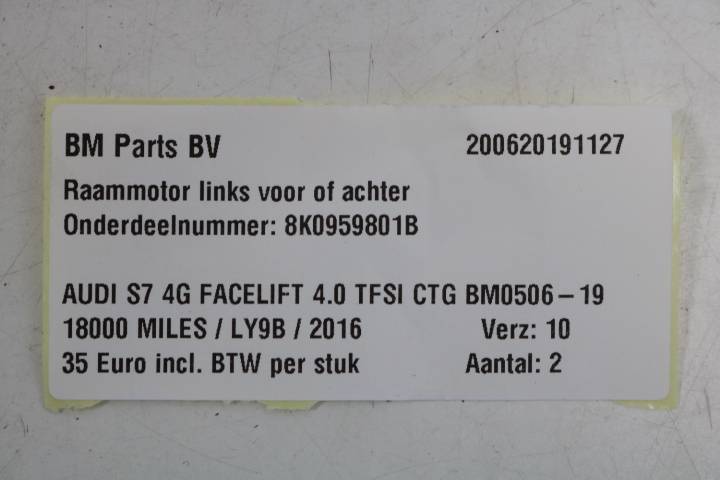 BM Parts BV 200620191127
Raammotor links voor of achter
Onderdeelnummer: 8K0959801B
AUDI S7 4G FACELIFT 4.0 TFSI CTG BM0506-19
18000 MILES / LY9B / 2016 Verz: 10
35 Euro incl. BTW per stuk Aantal: 2